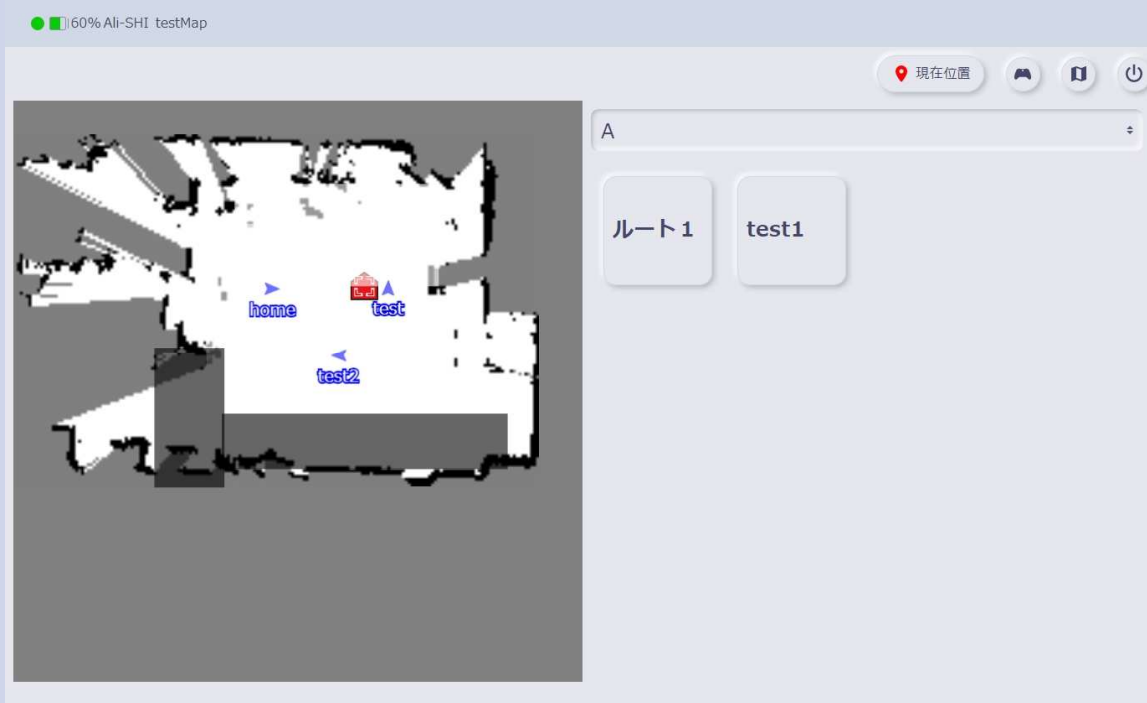 60% Ali-SHI testMap
現在位置
A
ルート1
test1
home
test
test2